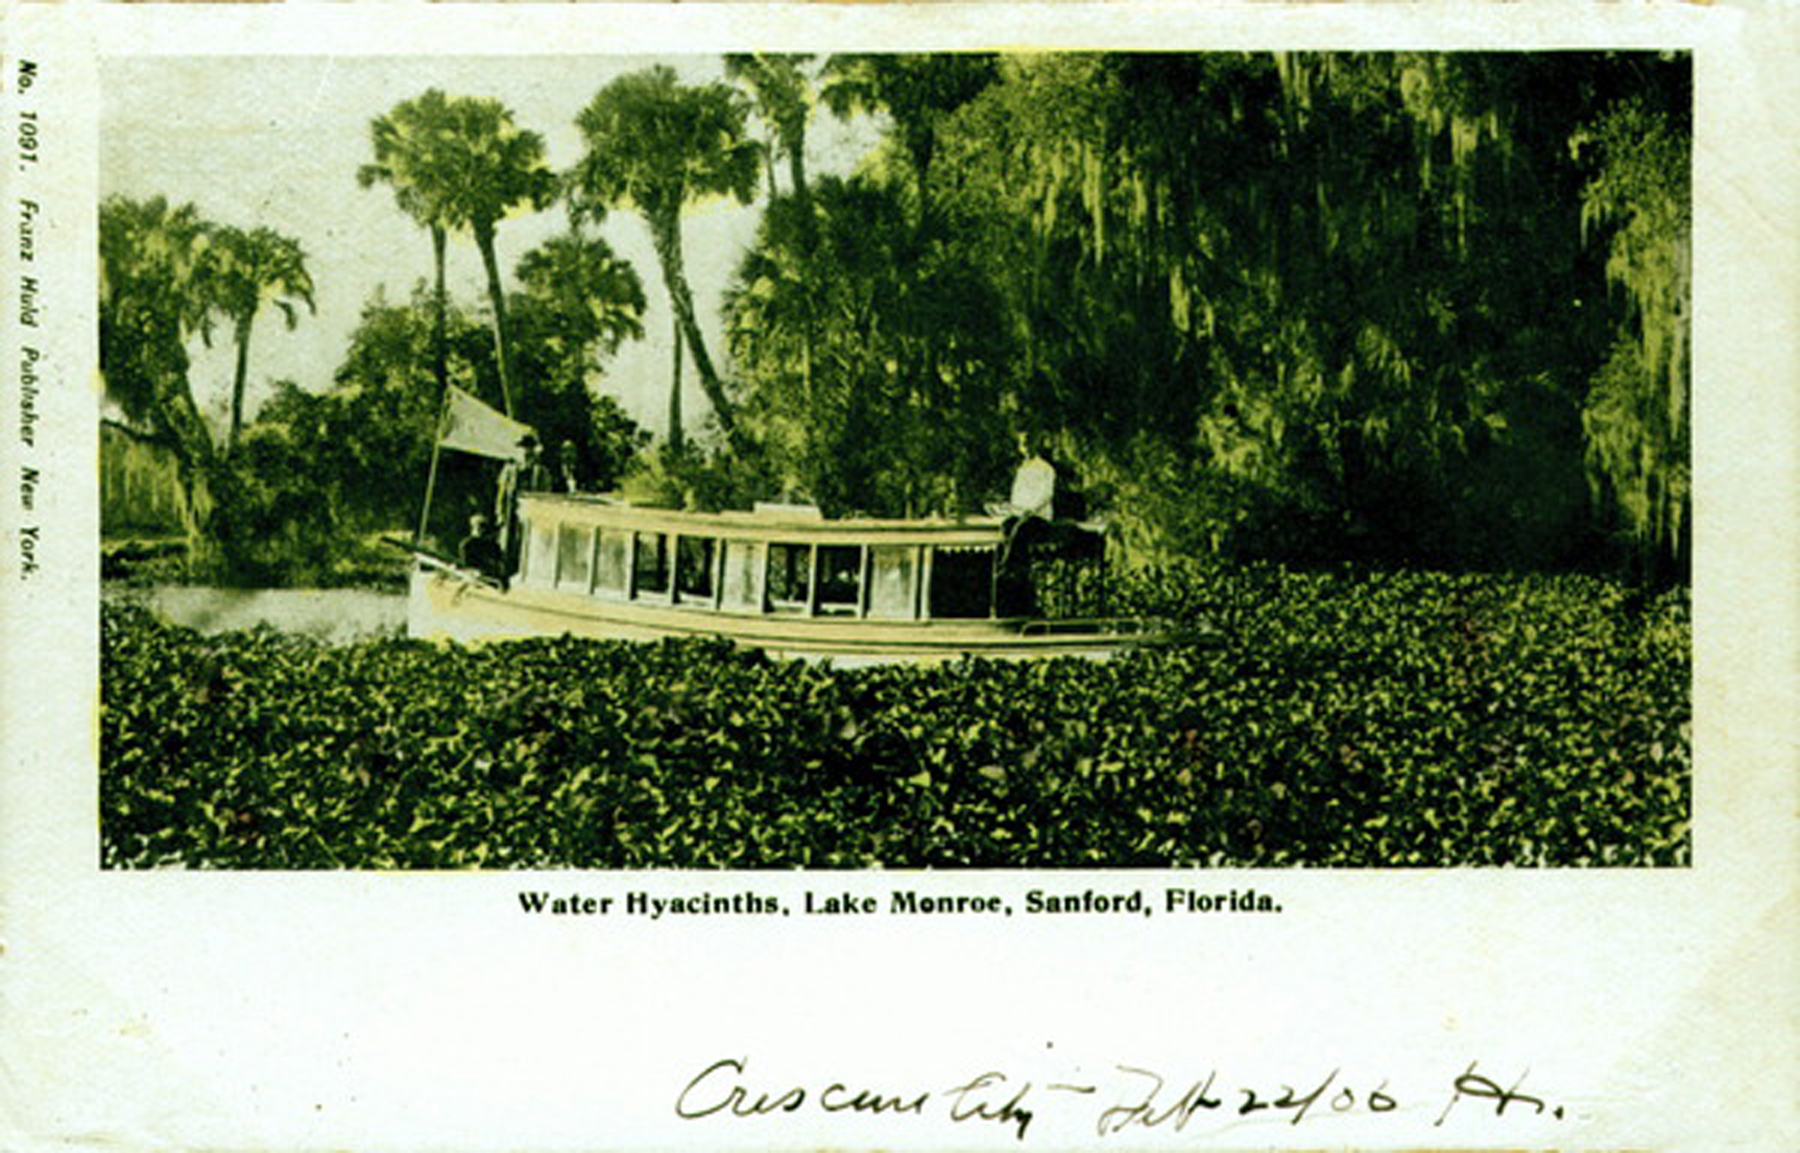 No. 1091. Franz Huld Publisher New York.
Water Hyacinths, Lake Monroe, Sanford, Florida.
Crescent City - Feb 22/06